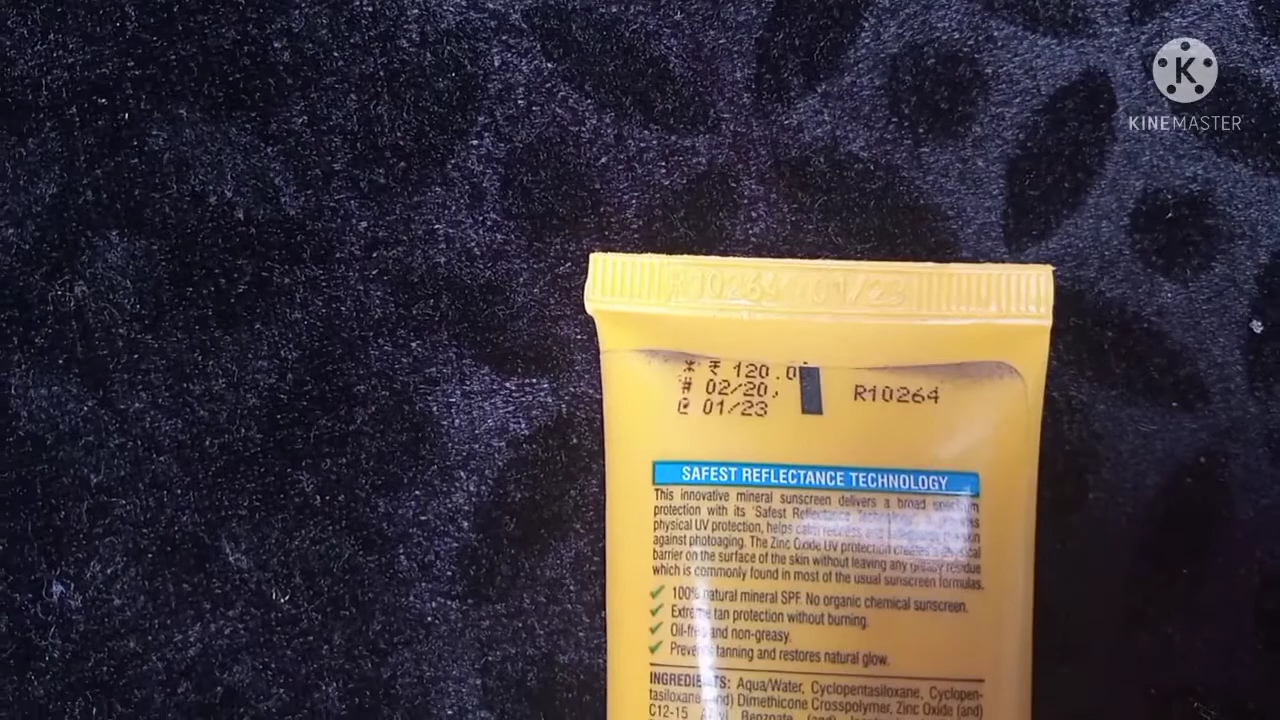 K
KINEMASTER
R10264 01/23
* ₹ 120.0
# 02/20,
@ 01/23
R10264
SAFEST REFLECTANCE TECHNOLOGY
This innovative mineral sunscreen delivers a broad spectrum
protection with its 'Safest Reflectance
physical UV protection, helps calm redness and the skin
against photoaging. The Zinc Oxide UV protection creates a physical
barrier on the surface of the skin without leaving any greasy residue
which is commonly found in most of the usual sunscreen formulas.
✓ 100% natural mineral SPF. No organic chemical sunscreen.
✓ Extreme tan protection without burning.
✓ Oil-free and non-greasy.
✓ Prevents tanning and restores natural glow.
INGREDIENTS: Aqua/Water, Cyclopentasiloxane, Cyclopen-
tasiloxane (and) Dimethicone Crosspolymer, Zinc Oxide (and)
C12-15 Alkyl Benzoate (and)